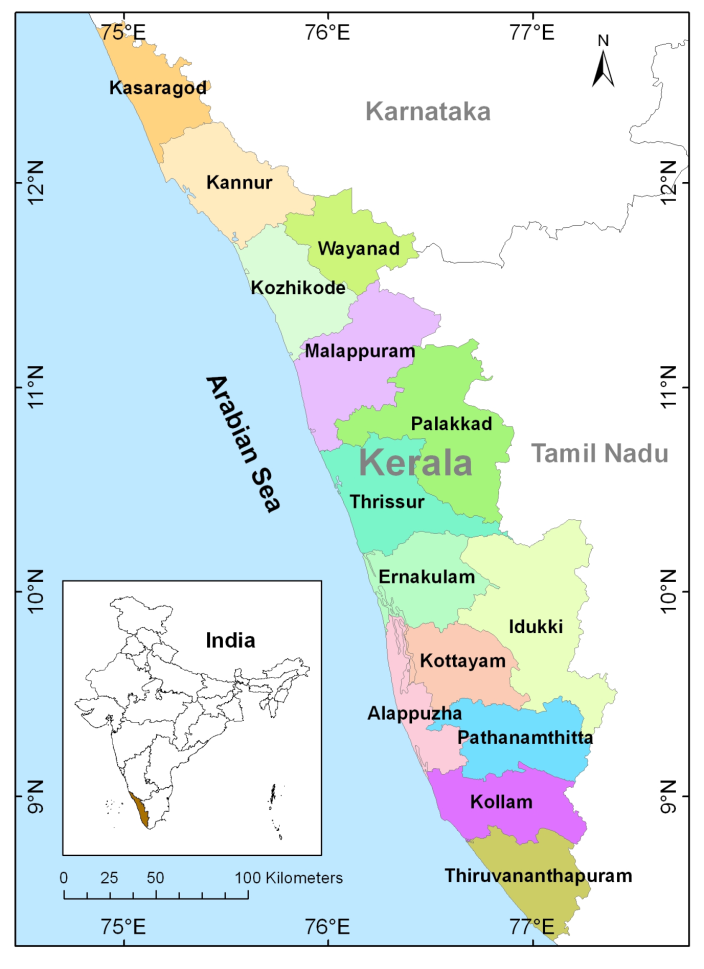 75°E
76°E
77°E
N
Kasaragod
Karnataka
12°N
12°N
Kannur
Wayanad
Kozhikode
Malappuram
11°N
11°N
Arabian Sea
Palakkad
Kerala
Tamil Nadu
Thrissur
Ernakulam
10°N
10°N
Idukki
India
Kottayam
Alappuzha
Pathanamthitta
9°N
9°N
Kollam
Thiruvananthapuram
0 25 50 100 Kilometers
75°E
76°E
77°E